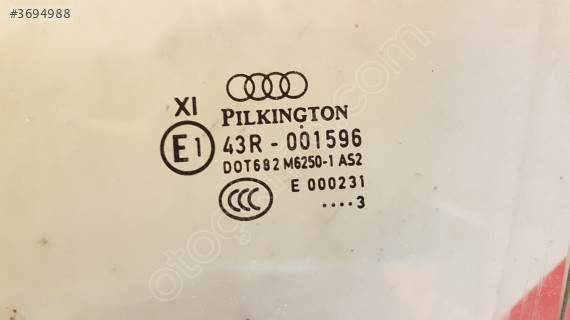 #3694988
XI
PILKINGTON
E1
43R - 001596
DOT682 M6250-1 AS2
CCC
E 000231
....3